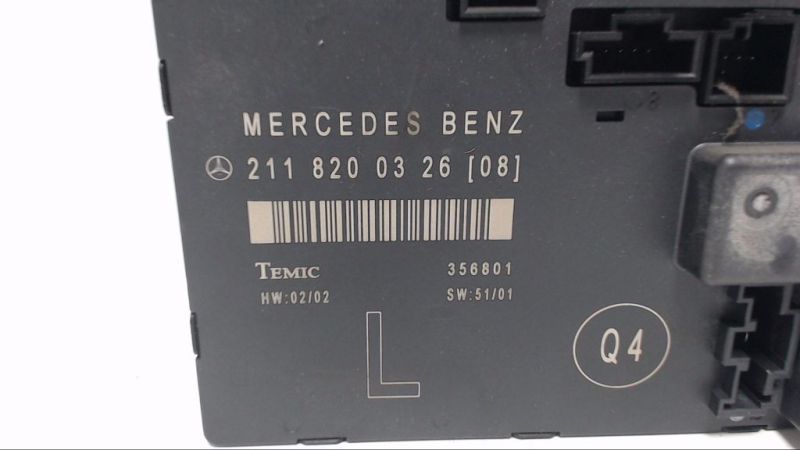 MERCEDES BENZ
211 820 03 26 [08]
TEMIC 356801
HW:02/02 SW:51/01
L
Q4